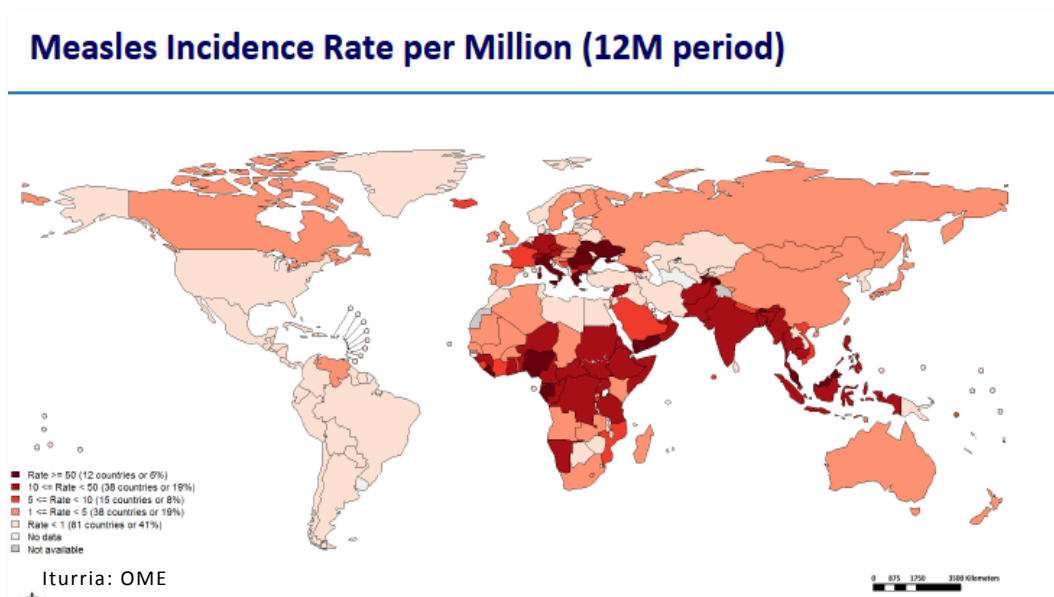 Measles Incidence Rate per Million (12M period)
Rate >= 50 (12 countries or 6%)
10 <= Rate < 50 (38 countries or 19%)
5 <= Rate < 10 (15 countries or 8%)
1 <= Rate < 5 (38 countries or 19%)
Rate < 1 (81 countries or 41%)
No data
Not available
Iturria: OME
0 875 1750 3500 Kilometers